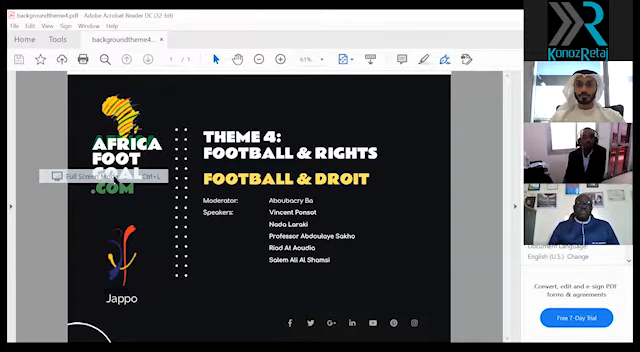 backgroundtheme4.pdf - Adobe Acrobat Reader DC (32-bit)
File Edit View Sign Window Help
Home Tools backgroundtheme4... ×
1 / 1 61%
KonozRetaj
AFRICA
FOOT
GOAL
.COM
Full Screen Mode Ctrl+L
THEME 4:
FOOTBALL & RIGHTS
FOOTBALL & DROIT
Moderator: Aboubacry Ba
Speakers: Vincent Ponsot
Nada Laraki
Professor Abdoulaye Sakho
Riad At Aoudia
Salem Ali Al Shamsi
Jappo
Document Language
English (U.S.) Change
Convert, edit and e-sign PDF
forms & agreements
Free 7-Day Trial